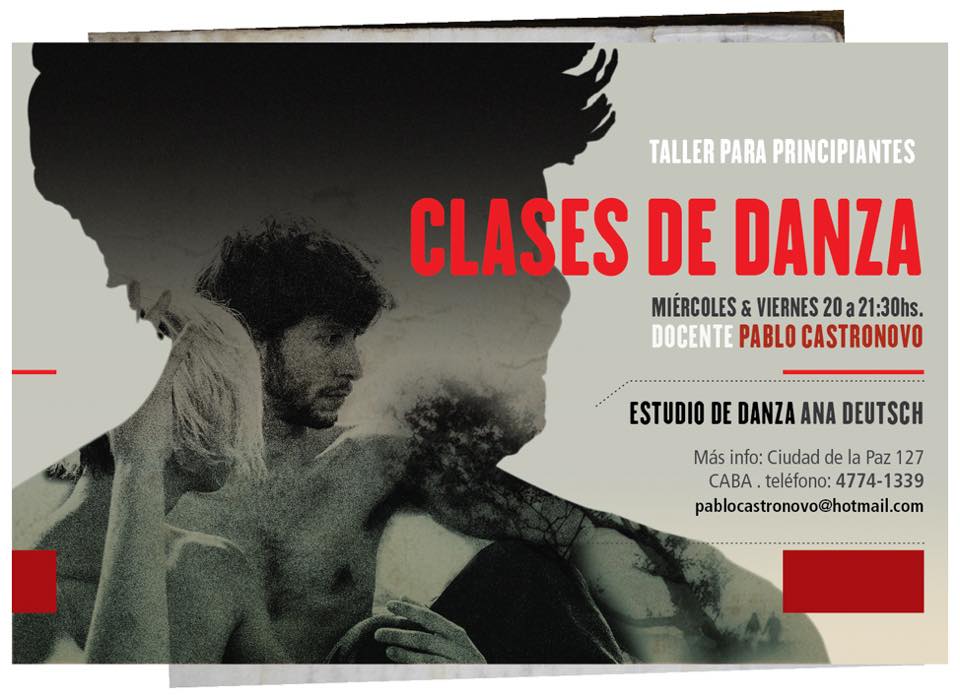 TALLER PARA PRINCIPIANTES
CLASES DE DANZA
MIÉRCOLES & VIERNES 20 a 21:30hs.
DOCENTE PABLO CASTRONOVO
ESTUDIO DE DANZA ANA DEUTSCH
Más info: Ciudad de la Paz 127
CABA . teléfono: 4774-1339
pablocastronovo@hotmail.com